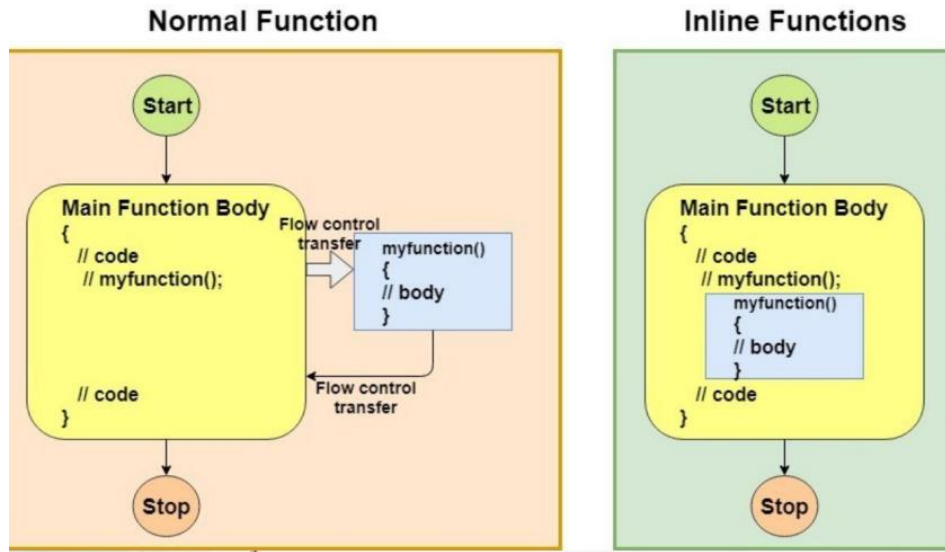 Normal Function
Start
Main Function Body
{
// code
// myfunction();
Flow control
transfer
myfunction()
{
// body
}
Flow control
transfer
// code
}
Stop
Inline Functions
Start
Main Function Body
{
// code
// myfunction();
myfunction()
{
// body
}
// code
}
Stop